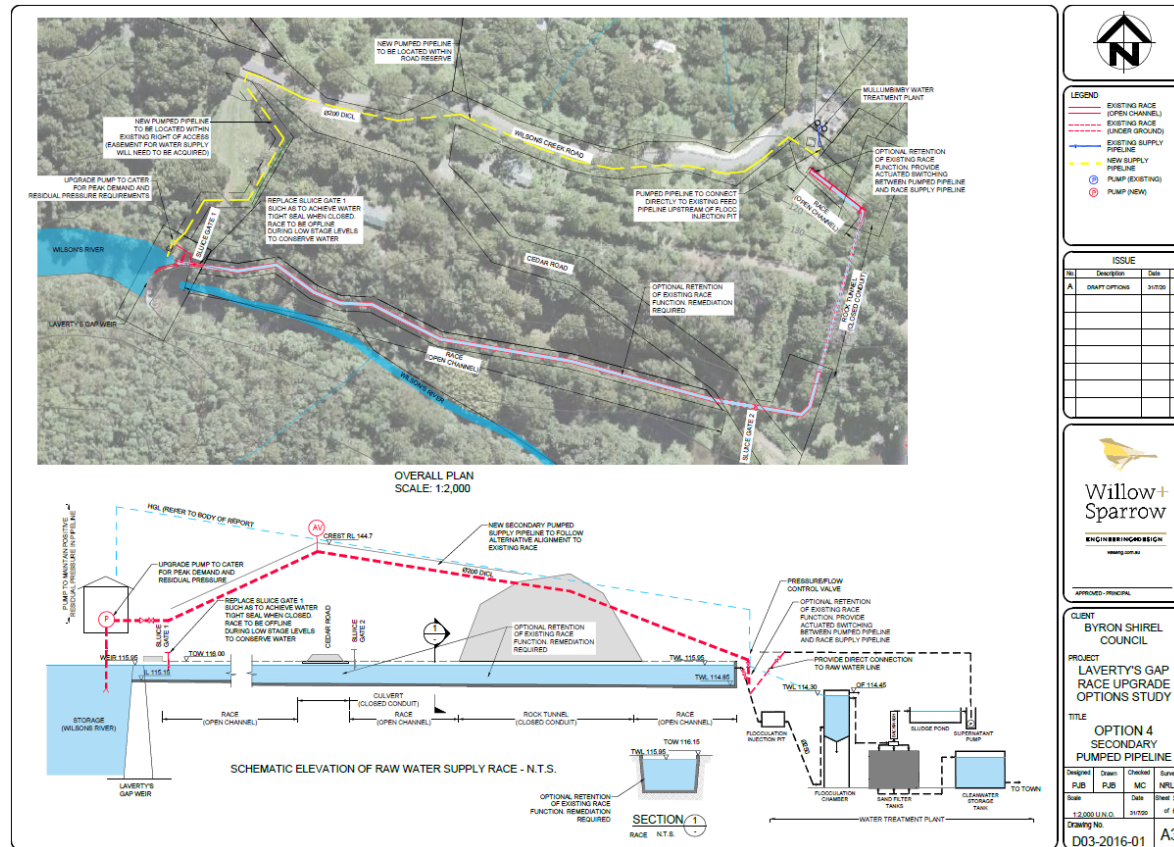 NEW PUMPED PIPELINE
TO BE LOCATED WITHIN
ROAD RESERVE
MULLUMBIMBY WATER
TREATMENT PLANT
Ø200 DICL
WILSONS CREEK ROAD
NEW PUMPED PIPELINE
TO BE LOCATED WITHIN
EXISTING RIGHT OF ACCESS
(EASEMENT FOR WATER SUPPLY
WILL NEED TO BE ACQUIRED)
OPTIONAL RETENTION
OF EXISTING RACE
FUNCTION. PROVIDE
ACTUATED SWITCHING
BETWEEN PUMPED PIPELINE
AND RACE SUPPLY PIPELINE
UPGRADE PUMP TO CATER
FOR PEAK DEMAND AND
RESIDUAL PRESSURE REQUIREMENTS
REPLACE SLUICE GATE 1
SUCH AS TO ACHIEVE WATER
TIGHT SEAL WHEN CLOSED.
RACE TO BE OFFLINE
DURING LOW STAGE LEVELS
TO CONSERVE WATER
PUMPED PIPELINE TO CONNECT
DIRECTLY TO EXISTING FEED
PIPELINE UPSTREAM OF FLOCC
INJECTION PIT
RACE
(OPEN CHANNEL)
SLUICE GATE 1
WILSON'S RIVER
CEDAR ROAD
OPTIONAL RETENTION
OF EXISTING RACE
FUNCTION. REMEDIATION
REQUIRED
ROCK TUNNEL
(CLOSED CONDUIT)
LAVERTY'S GAP WEIR
RACE
(OPEN CHANNEL)
WILSON'S RIVER
SLUICE GATE 2
OVERALL PLAN
SCALE: 1:2,000
PUMP TO MAINTAIN POSITIVE
RESIDUAL PRESSURE IN PIPELINE
HGL (REFER TO BODY OF REPORT
AV
CREST RL 144.7
NEW SECONDARY PUMPED
SUPPLY PIPELINE TO FOLLOW
ALTERNATIVE ALIGNMENT TO
EXISTING RACE
UPGRADE PUMP TO CATER
FOR PEAK DEMAND AND
RESIDUAL PRESSURE
Ø200 DICL
REPLACE SLUICE GATE 1
SUCH AS TO ACHIEVE WATER
TIGHT SEAL WHEN CLOSED.
RACE TO BE OFFLINE
DURING LOW STAGE LEVELS
TO CONSERVE WATER
PRESSURE/FLOW
CONTROL VALVE
OPTIONAL RETENTION
OF EXISTING RACE
FUNCTION. PROVIDE
ACTUATED SWITCHING
BETWEEN PUMPED PIPELINE
AND RACE SUPPLY PIPELINE
P
SLUICE
GATE 1
CEDAR ROAD
SLUICE
GATE 2
1
-
OPTIONAL RETENTION
OF EXISTING RACE
FUNCTION. REMEDIATION
REQUIRED
PROVIDE DIRECT CONNECTION
TO RAW WATER LINE
WEIR 115.95
TOW 116.00
TWL 115.95
IL 115.15
TWL 114.85
TWL 114.30
OF 114.45
STORAGE
(WILSONS RIVER)
RACE
(OPEN CHANNEL)
CULVERT
(CLOSED CONDUIT)
RACE
(OPEN CHANNEL)
ROCK TUNNEL
(CLOSED CONDUIT)
RACE
(OPEN CHANNEL)
FLOCCULATION
INJECTION PIT
Ø250
BACKWASH
SLUDGE POND
SUPERNATANT
PUMP
LAVERTY'S
GAP WEIR
SCHEMATIC ELEVATION OF RAW WATER SUPPLY RACE - N.T.S.
TOW 116.15
TWL 115.95
OPTIONAL RETENTION
OF EXISTING RACE
FUNCTION. REMEDIATION
REQUIRED
SECTION 1
RACE N.T.S. -
FLOCCULATION
CHAMBER
SAND FILTER
TANKS
CLEANWATER
STORAGE
TANK
TO TOWN
WATER TREATMENT PLANT
N
LEGEND
EXISTING RACE
(OPEN CHANNEL)
EXISTING RACE
(UNDER GROUND)
EXISTING SUPPLY
PIPELINE
NEW SUPPLY
PIPELINE
P PUMP (EXISTING)
P PUMP (NEW)
ISSUE
No. Description Date
A DRAFT OPTIONS 31/7/20
Willow+
Sparrow
ENGINEERING+DESIGN
APPROVED - PRINCIPAL
CLIENT
BYRON SHIREL
COUNCIL
PROJECT
LAVERTY'S GAP
RACE UPGRADE
OPTIONS STUDY
TITLE
OPTION 4
SECONDARY
PUMPED PIPELINE
Designed Drawn Checked
PJB PJB MC NRL
Scale Date Sheet
1:2,000 U.N.O. 31/7/20 of
Drawing No.
D03-2016-01 A3